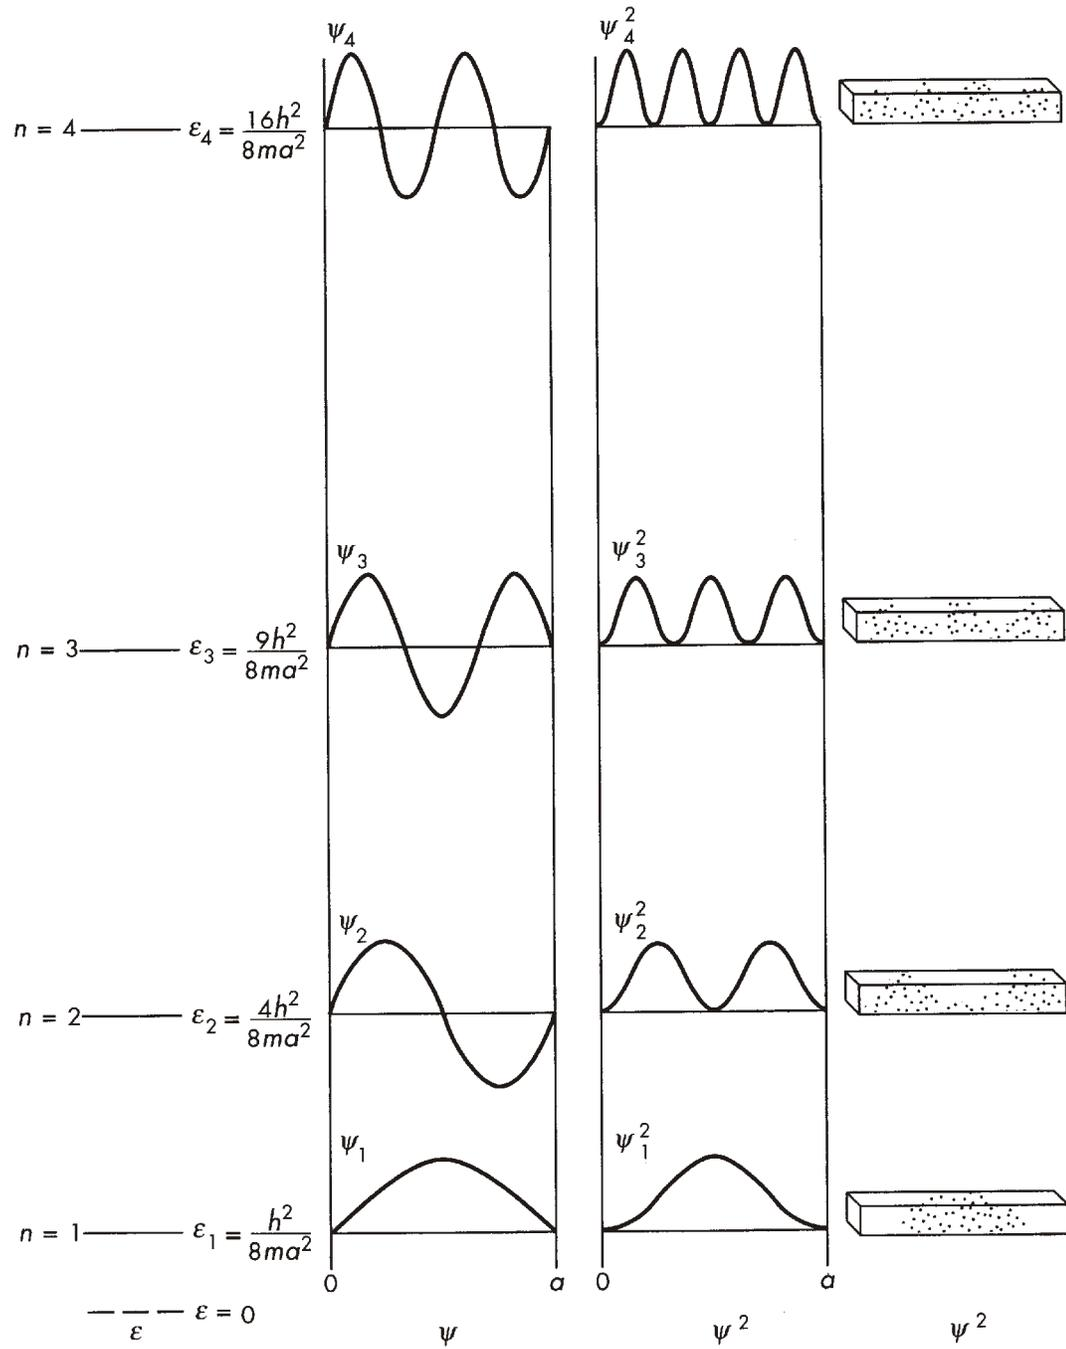 ψ₄ ψ₄²
n = 4 ε₄ = 16h²/8ma²
ψ₃ ψ₃²
n = 3 ε₃ = 9h²/8ma²
ψ₂ ψ₂²
n = 2 ε₂ = 4h²/8ma²
ψ₁ ψ₁²
n = 1 ε₁ = h²/8ma²
0 a 0 a
ε = 0
ε ψ ψ² ψ²